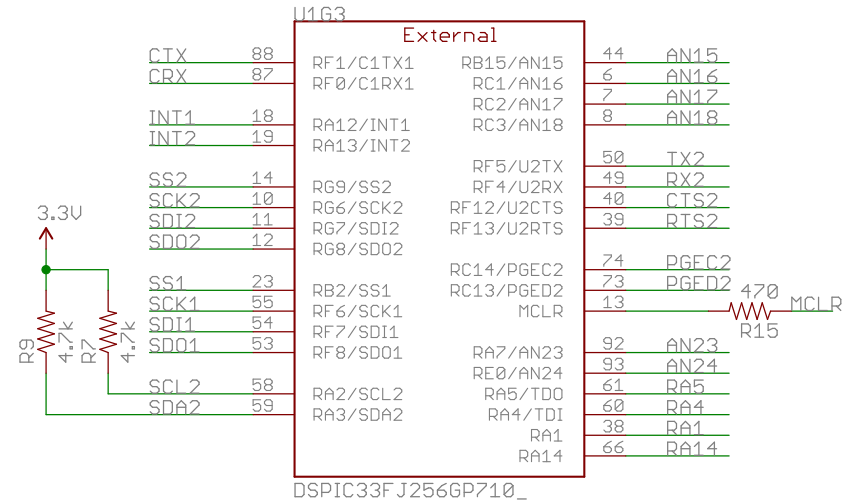 U1G3
External
CTX 88 RF1/C1TX1 RB15/AN15 44 AN15
CRX 87 RF0/C1RX1 RC1/AN16 6 AN16
RC2/AN17 7 AN17
INT1 18 RA12/INT1 RC3/AN18 8 AN18
INT2 19 RA13/INT2
RF5/U2TX 50 TX2
SS2 14 RG9/SS2 RF4/U2RX 49 RX2
SCK2 10 RG6/SCK2 RF12/U2CTS 40 CTS2
SDI2 11 RG7/SDI2 RF13/U2RTS 39 RTS2
SDO2 12 RG8/SDO2
3.3V
RC14/PGEC2 74 PGEC2
SS1 23 RB2/SS1 RC13/PGED2 73 PGED2
SCK1 55 RF6/SCK1 MCLR 13 470 MCLR
R15
SDI1 54 RF7/SDI1
SDO1 53 RF8/SDO1 RA7/AN23 92 AN23
R9 4.7k R7 4.7k
RE0/AN24 93 AN24
SCL2 58 RA2/SCL2 RA5/TDO 61 RA5
SDA2 59 RA3/SDA2 RA4/TDI 60 RA4
RA1 38 RA1
RA14 66 RA14
DSPIC33FJ256GP710_